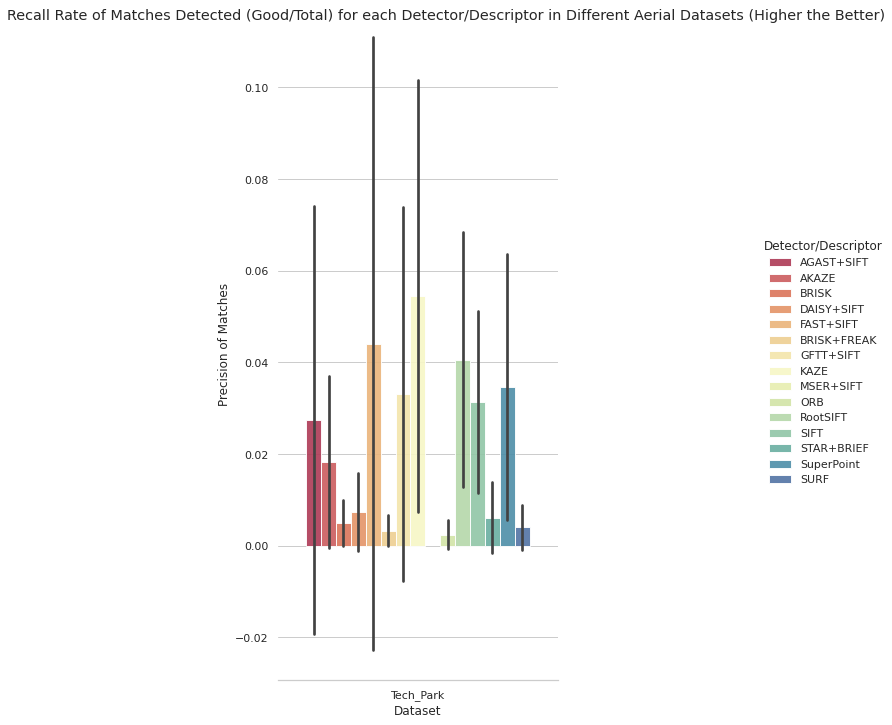 Recall Rate of Matches Detected (Good/Total) for each Detector/Descriptor in Different Aerial Datasets (Higher the Better)
0.10
0.08
0.06
0.04
0.02
0.00
−0.02
Precision of Matches
Tech_Park
Dataset
Detector/Descriptor
AGAST+SIFT
AKAZE
BRISK
DAISY+SIFT
FAST+SIFT
BRISK+FREAK
GFTT+SIFT
KAZE
MSER+SIFT
ORB
RootSIFT
SIFT
STAR+BRIEF
SuperPoint
SURF